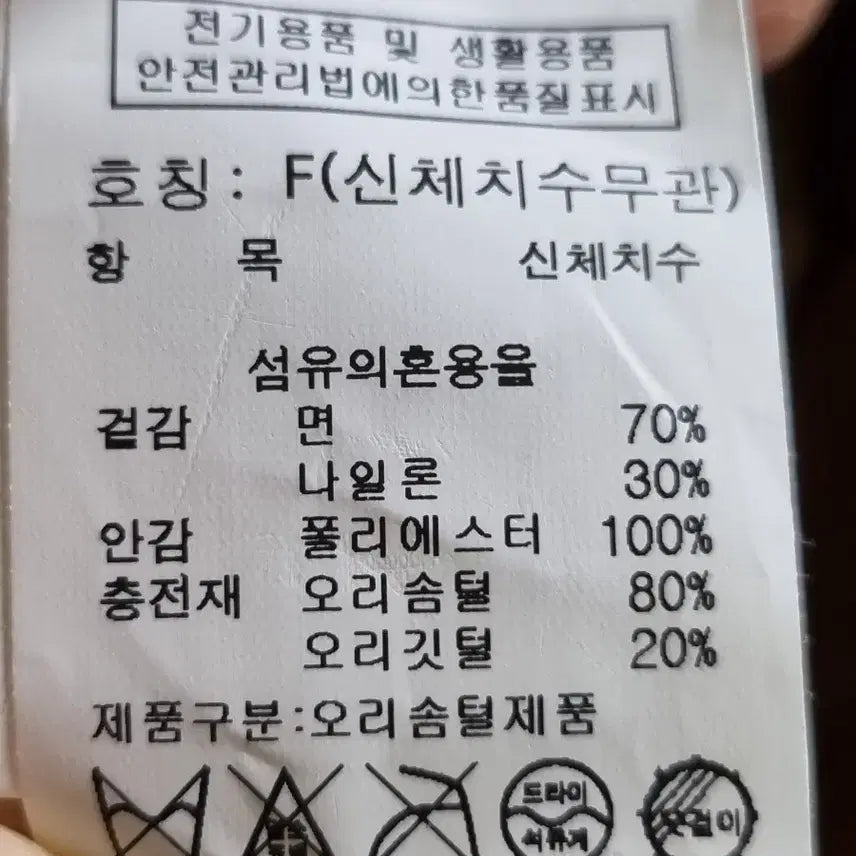 전기용품 및 생활용품
안전관리법에의한품질표시
호칭: F(신체치수무관)
항 목 신체치수
섬유의혼용율
겉감 면 70%
나일론 30%
안감 폴리에스터 100%
충전재 오리솜털 80%
오리깃털 20%
제품구분:오리솜털제품
드라이 옷걸이
석유계